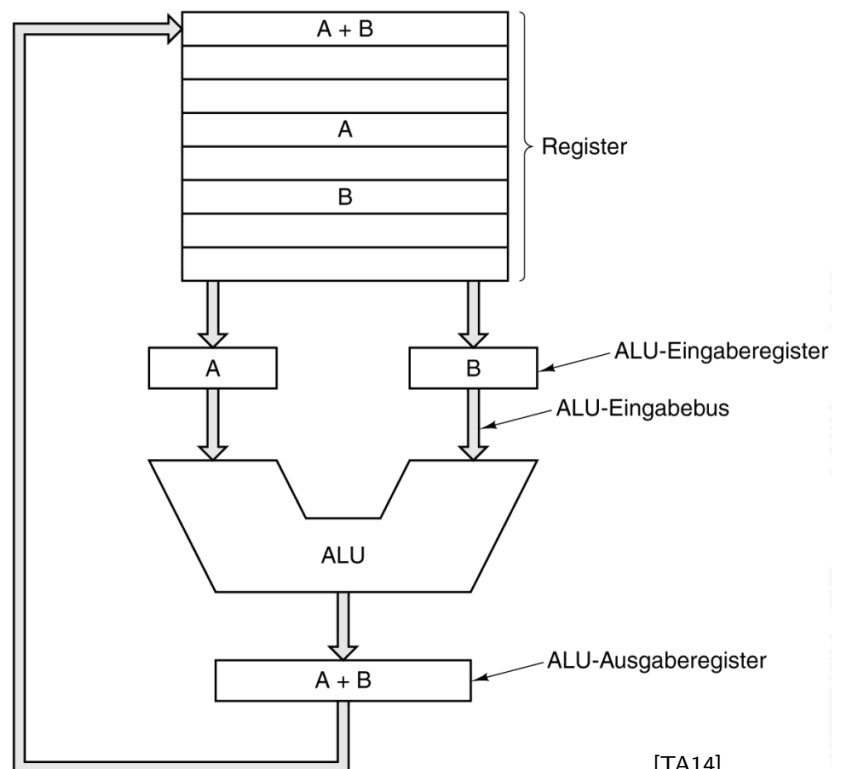 A + B
A
Register
B
A
B
ALU-Eingaberegister
ALU-Eingabebus
ALU
A + B
ALU-Ausgaberegister
[TA14]